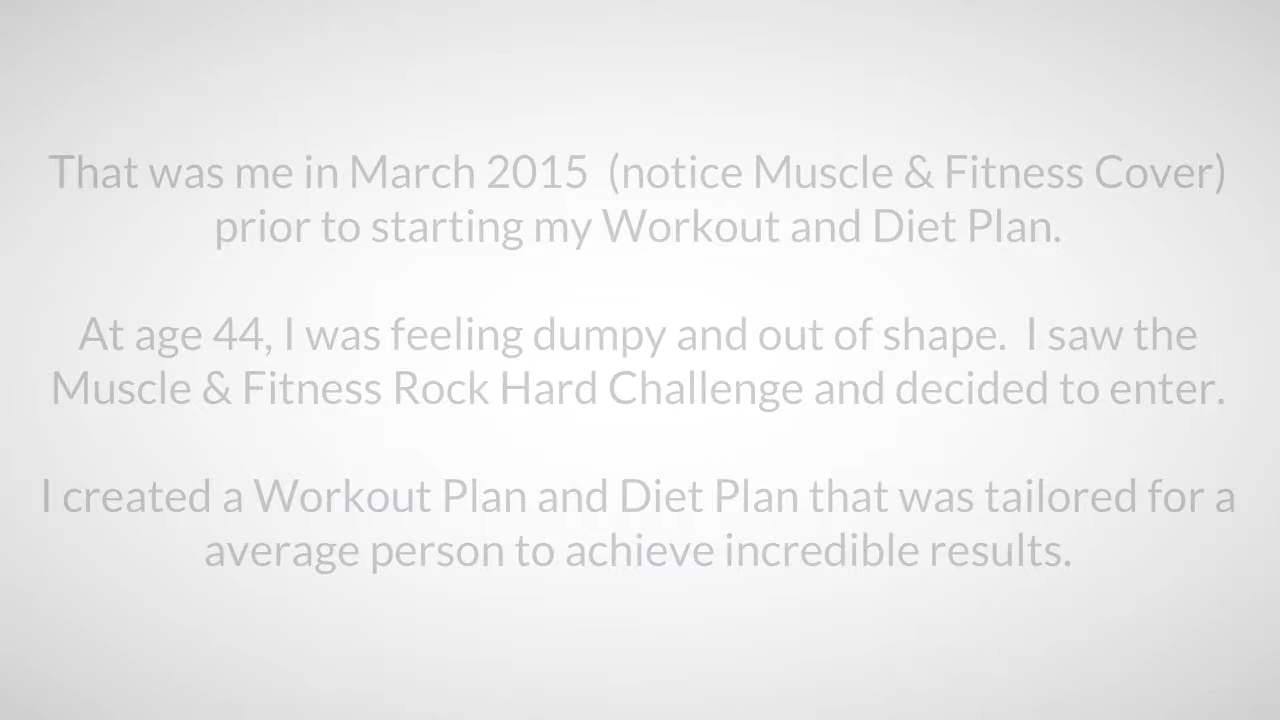 That was me in March 2015  (notice Muscle & Fitness Cover)
prior to starting my Workout and Diet Plan.
At age 44, I was feeling dumpy and out of shape.  I saw the
Muscle & Fitness Rock Hard Challenge and decided to enter.
I created a Workout Plan and Diet Plan that was tailored for a
average person to achieve incredible results.